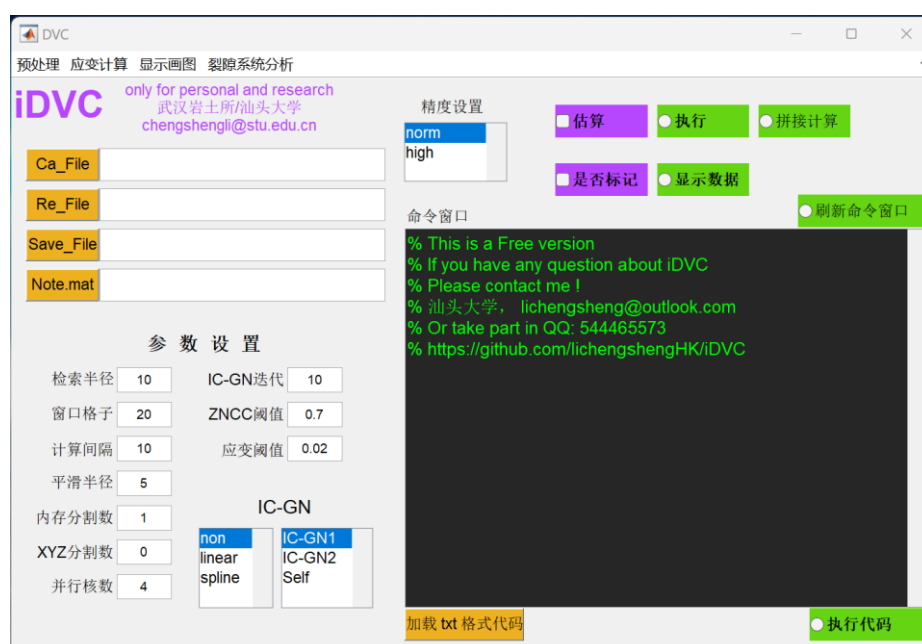 DVC
预处理 应变计算 显示画图 裂隙系统分析
iDVC
only for personal and research
武汉岩土所/汕头大学
chengshengli@stu.edu.cn
Ca_File
Re_File
Save_File
Note.mat
参 数 设 置
检索半径 10 IC-GN迭代 10
窗口格子 20 ZNCC阈值 0.7
计算间隔 10 应变阈值 0.02
平滑半径 5
内存分割数 1
XYZ分割数 0
并行核数 4
IC-GN
non IC-GN1
linear IC-GN2
spline Self
精度设置
norm
high
估算 执行 拼接计算
是否标记 显示数据
刷新命令窗口
命令窗口
% This is a Free version
% If you have any question about iDVC
% Please contact me !
% 汕头大学， lichengsheng@outlook.com
% Or take part in QQ: 544465573
% https://github.com/lichengshengHK/iDVC
加载 txt 格式代码
执行代码